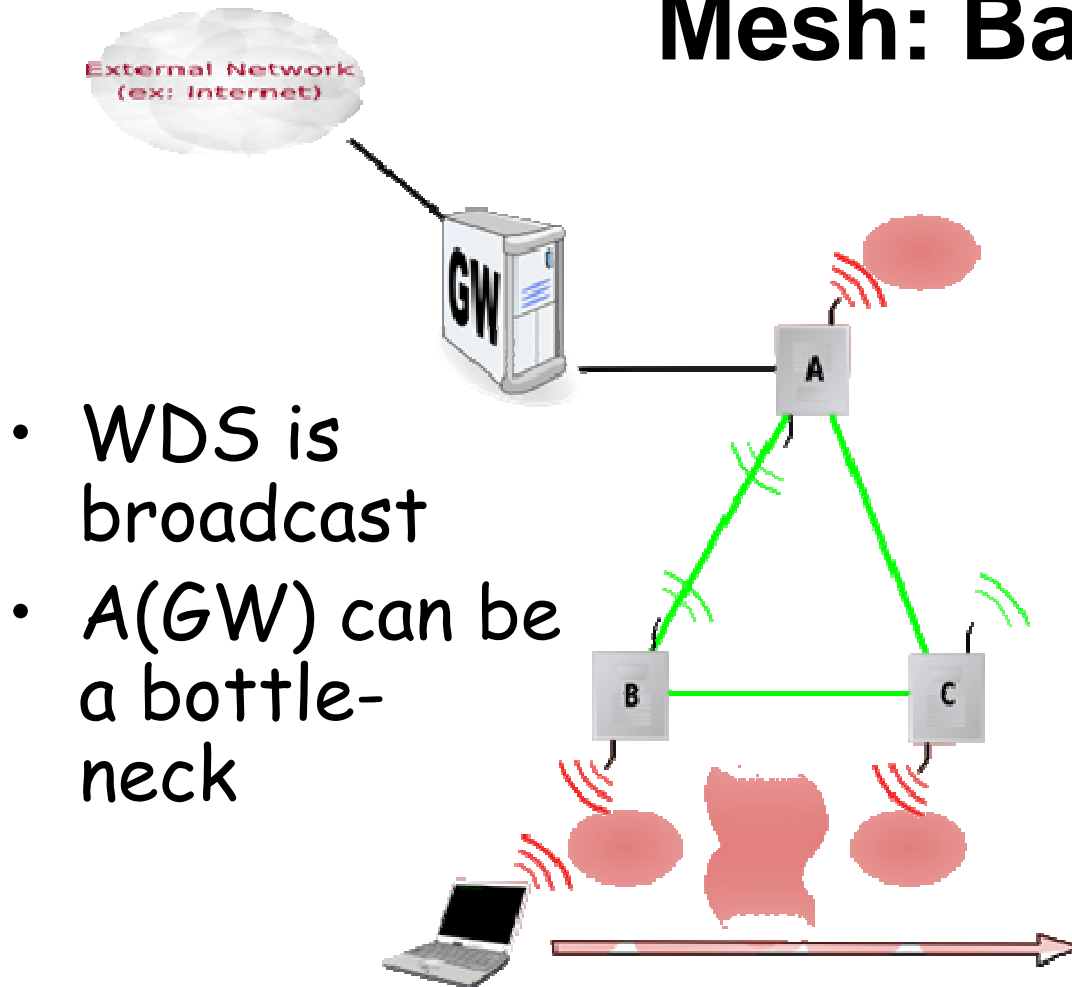 Mesh: Ba
External Network
(ex: Internet)
GW
A
• WDS is
broadcast
• A(GW) can be
a bottle-
neck
B
C